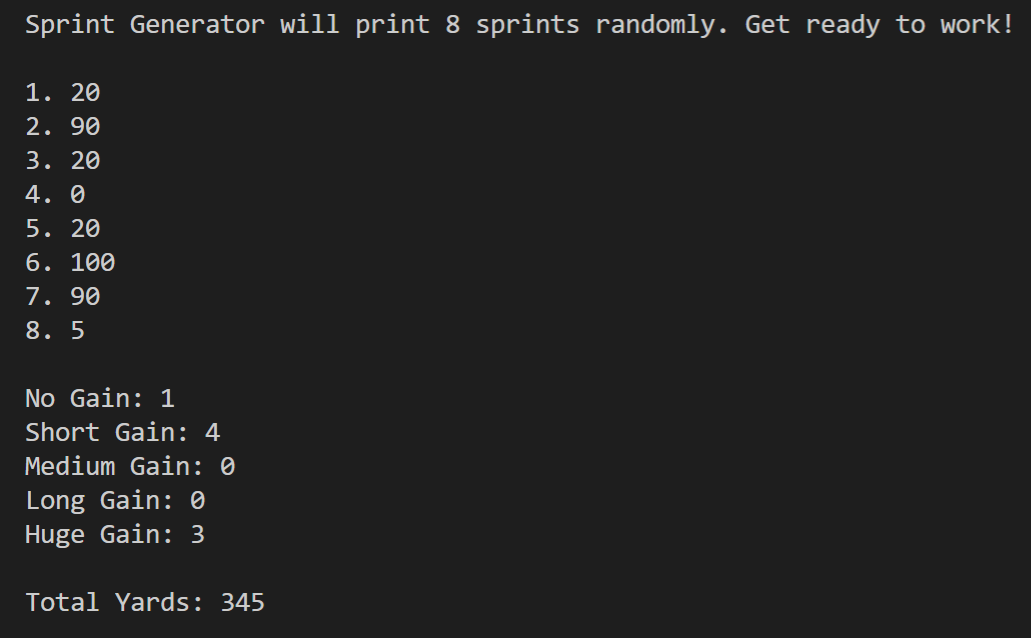 Sprint Generator will print 8 sprints randomly. Get ready to work!
1. 20
2. 90
3. 20
4. 0
5. 20
6. 100
7. 90
8. 5
No Gain: 1
Short Gain: 4
Medium Gain: 0
Long Gain: 0
Huge Gain: 3
Total Yards: 345